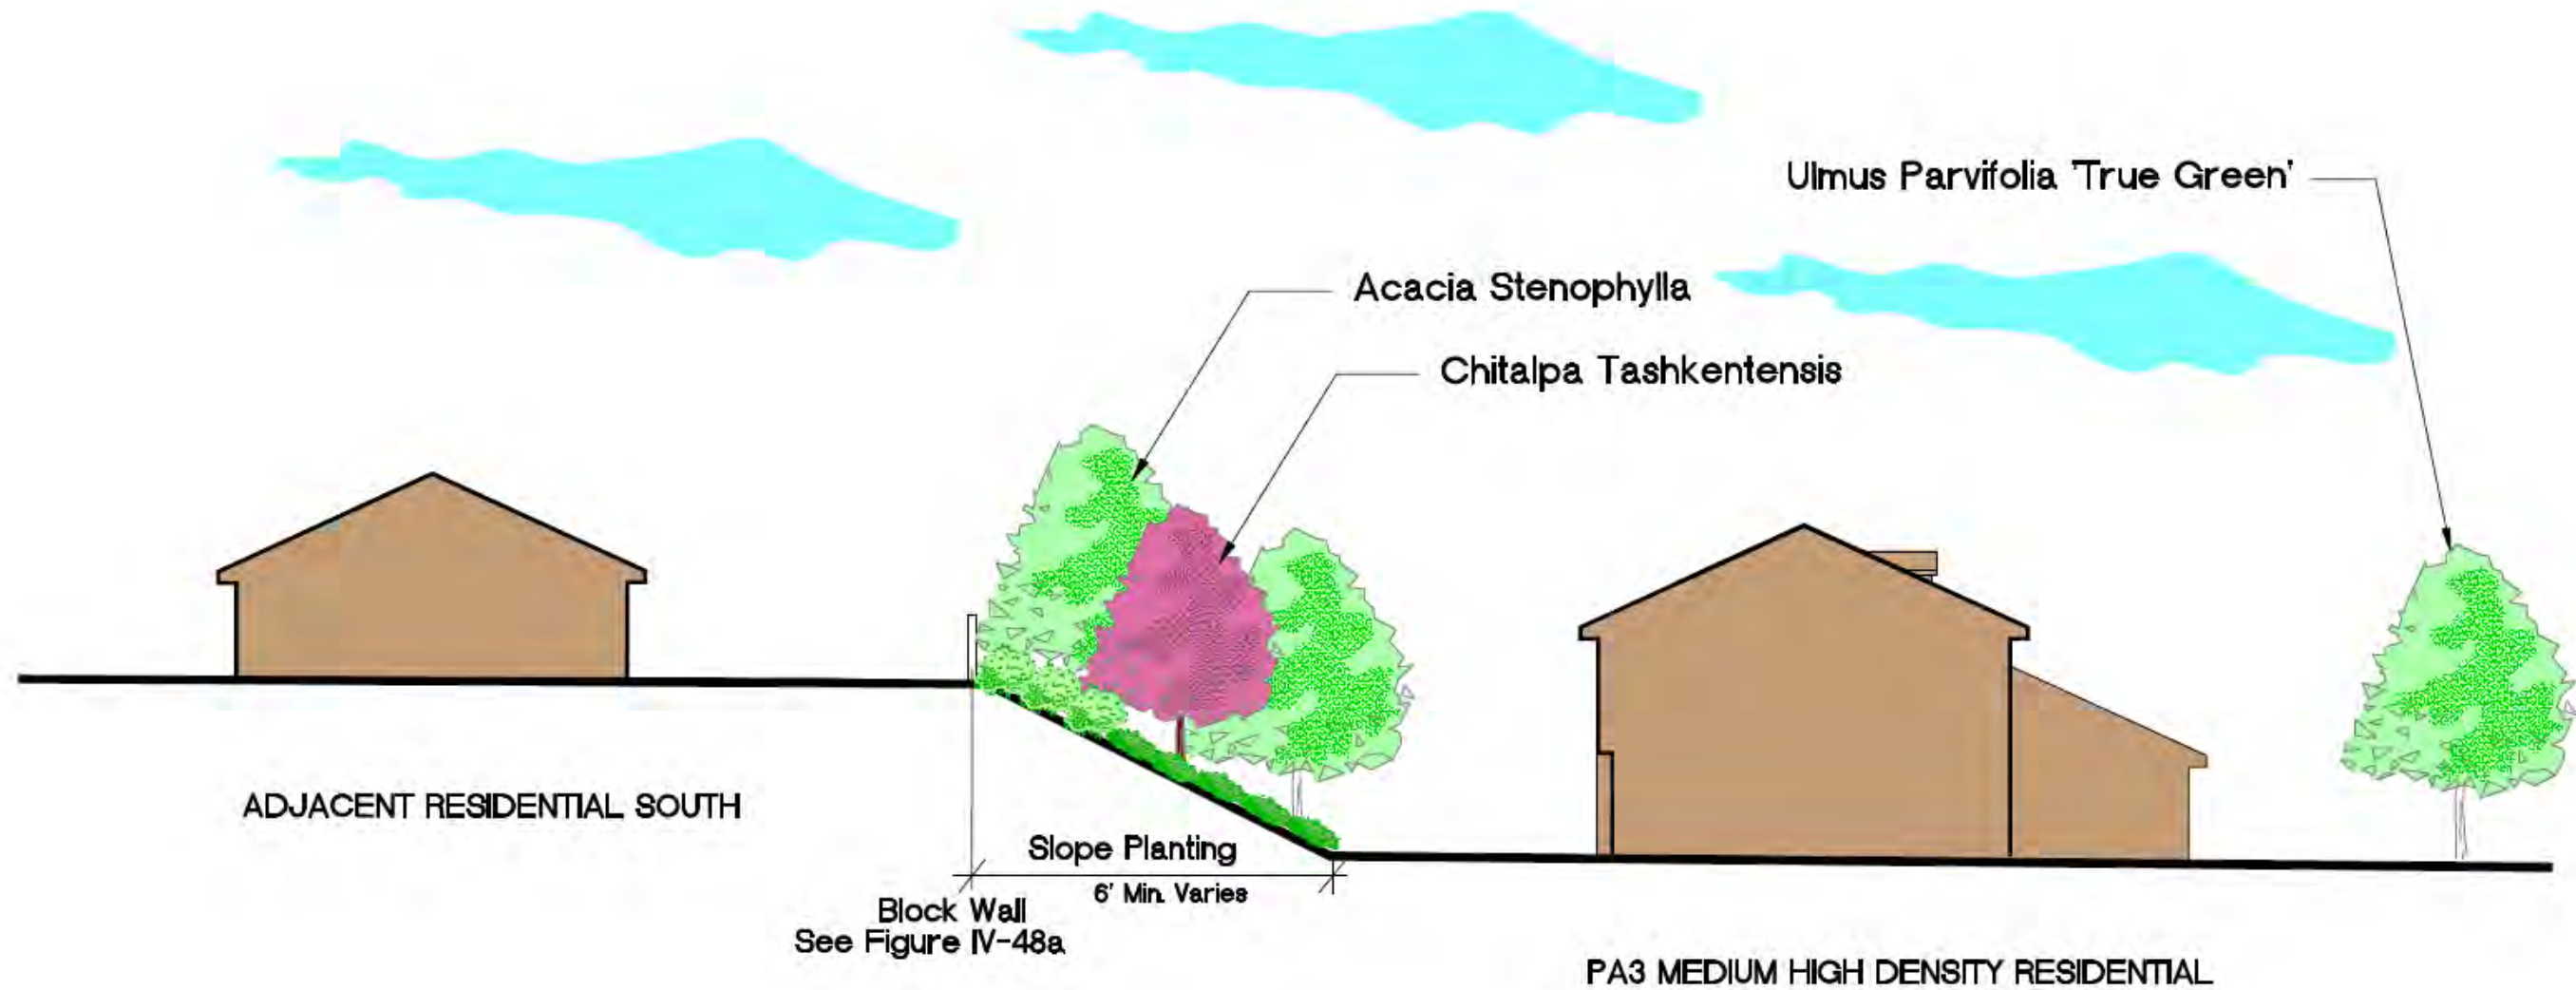 Ulmus Parvifolia 'True Green'
Acacia Stenophylla
Chitalpa Tashkentensis
ADJACENT RESIDENTIAL SOUTH
Slope Planting
6' Min. Varies
Block Wall
See Figure IV-48a
PA3 MEDIUM HIGH DENSITY RESIDENTIAL